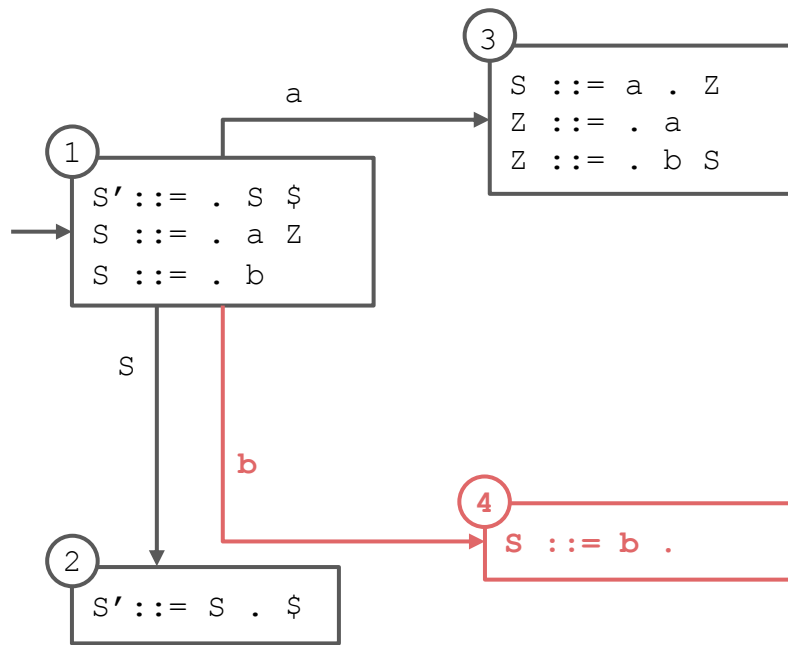 3
S ::= a . Z
Z ::= . a
Z ::= . b S
a
1
S’::= . S $
S ::= . a Z
S ::= . b
S
b
4
S ::= b .
2
S’::= S . $